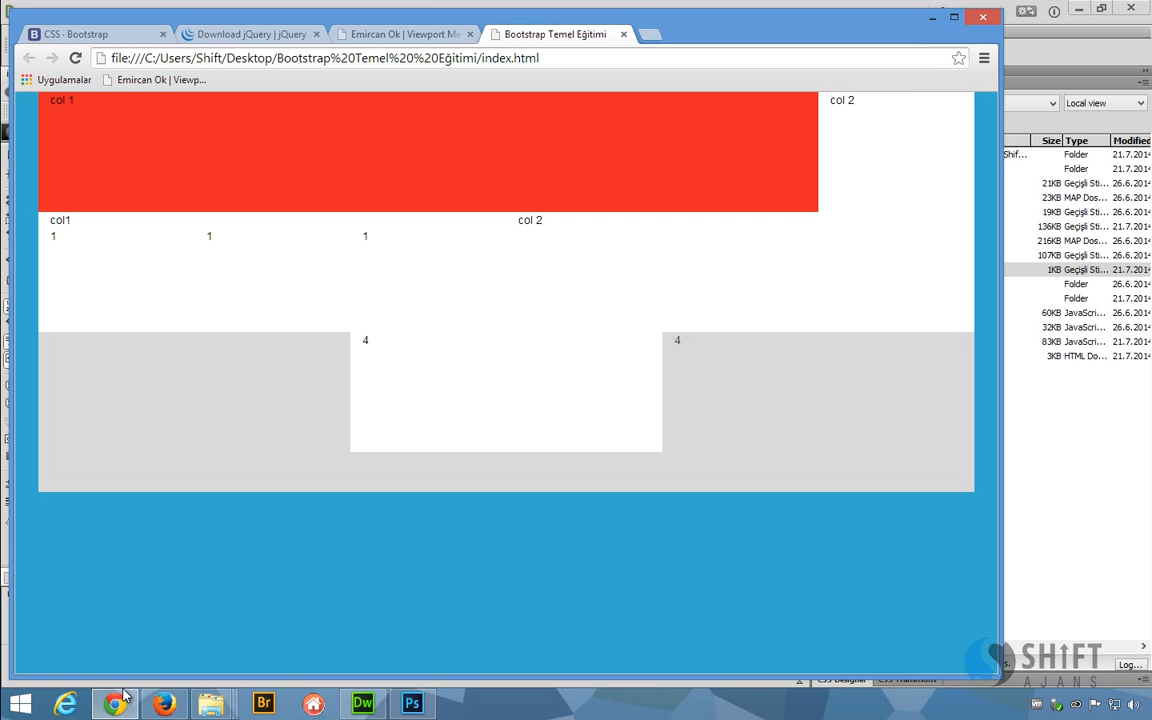 CSS · Bootstrap
Download jQuery | jQuery
Emircan Ok | Viewport Me
Bootstrap Temel Eğitimi
file:///C:/Users/Shift/Desktop/Bootstrap%20Temel%20%20Eğitimi/index.html
Uygulamalar
Emircan Ok | Viewp...
col 1
col 2
col1
col 2
1
1
1
4
4
Local view
Size Type Modified
Shif... Folder 21.7.2014
Folder 21.7.2014
21KB Geçişli Sti... 26.6.2014
23KB MAP Dos... 26.6.2014
19KB Geçişli Sti... 26.6.2014
136KB Geçişli Sti... 21.7.2014
216KB MAP Dos... 26.6.2014
107KB Geçişli Sti... 26.6.2014
1KB Geçişli Sti... 21.7.2014
Folder 26.6.2014
Folder 21.7.2014
60KB JavaScri... 26.6.2014
32KB JavaScri... 26.6.2014
83KB JavaScri... 21.7.2014
3KB HTML Do... 21.7.2014
Log...
CSS Designer
CSS Transitions
SHIFT
AJANS
Br
Dw
Ps